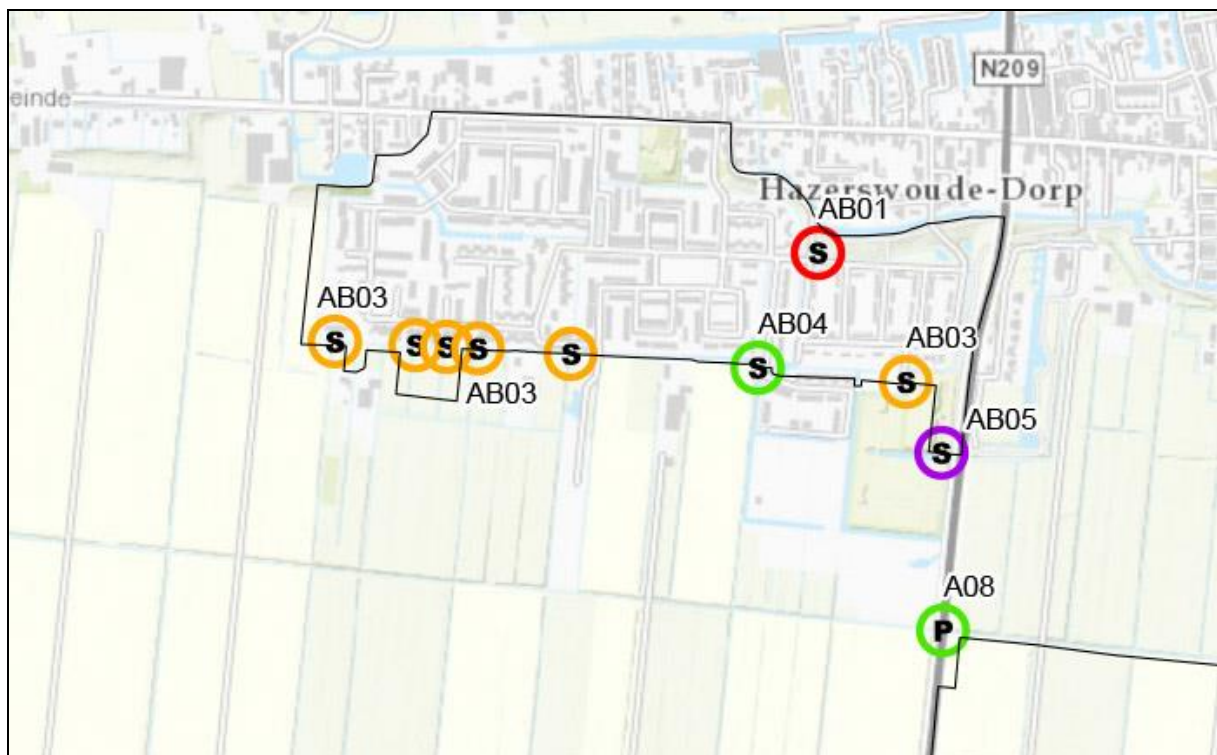 N209
einde
Hazerswoude-Dorp
AB01
S
AB03
S
S
S
S
S
AB03
AB04
S
AB03
S
AB05
S
A08
P